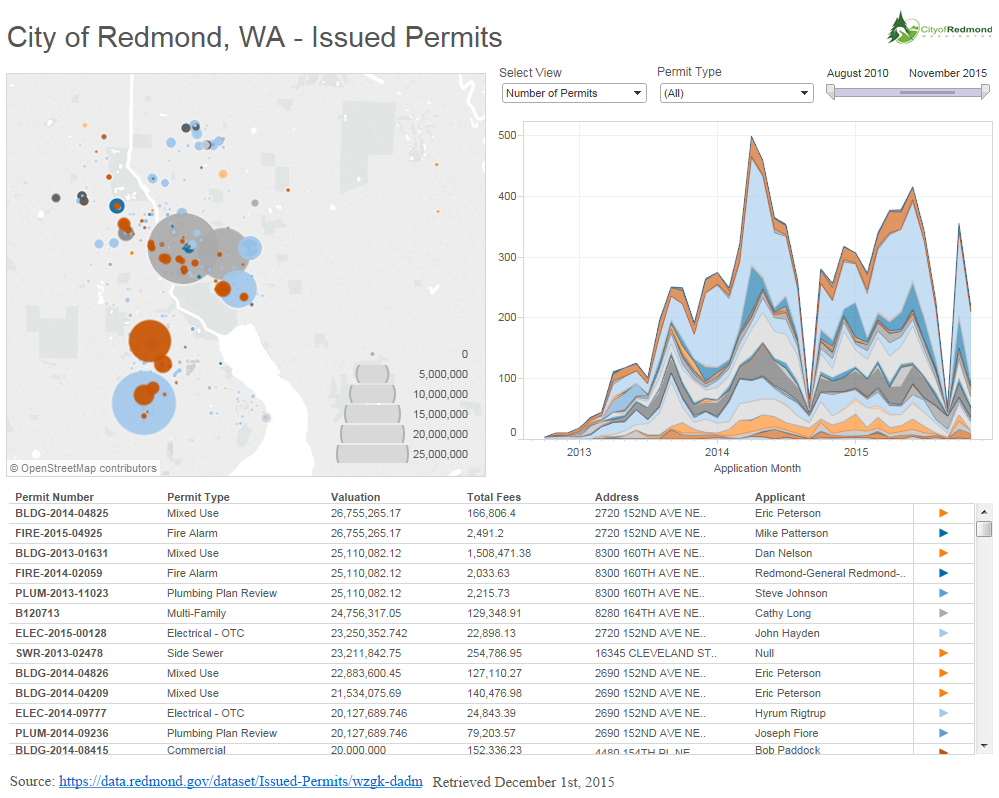 City of Redmond, WA - Issued Permits
CityofRedmond
WASHINGTON
Select View
Number of Permits
Permit Type
(All)
August 2010 November 2015
0
5,000,000
10,000,000
15,000,000
20,000,000
25,000,000
© OpenStreetMap contributors
500
400
300
200
100
0
2013 2014 2015
Application Month
Permit Number Permit Type Valuation Total Fees Address Applicant
BLDG-2014-04825 Mixed Use 26,755,265.17 166,806.4 2720 152ND AVE NE.. Eric Peterson
FIRE-2015-04925 Fire Alarm 26,755,265.17 2,491.2 2720 152ND AVE NE.. Mike Patterson
BLDG-2013-01631 Mixed Use 25,110,082.12 1,508,471.38 8300 160TH AVE NE.. Dan Nelson
FIRE-2014-02059 Fire Alarm 25,110,082.12 2,033.63 8300 160TH AVE NE.. Redmond-General Redmond-..
PLUM-2013-11023 Plumbing Plan Review 25,110,082.12 2,215.73 8300 160TH AVE NE.. Steve Johnson
B120713 Multi-Family 24,756,317.05 129,348.91 8280 164TH AVE NE.. Cathy Long
ELEC-2015-00128 Electrical - OTC 23,250,352.742 22,898.13 2720 152ND AVE NE.. John Hayden
SWR-2013-02478 Side Sewer 23,211,842.75 254,786.95 16345 CLEVELAND ST.. Null
BLDG-2014-04826 Mixed Use 22,883,600.45 127,110.27 2690 152ND AVE NE.. Eric Peterson
BLDG-2014-04209 Mixed Use 21,534,075.69 140,476.98 2690 152ND AVE NE.. Eric Peterson
ELEC-2014-09777 Electrical - OTC 20,127,689.746 24,843.39 2690 152ND AVE NE.. Hyrum Rigtrup
PLUM-2014-09236 Plumbing Plan Review 20,127,689.746 79,203.57 2690 152ND AVE NE.. Joseph Fiore
BLDG-2014-08415 Commercial 20,000,000 152,336.23 4480 154TH PL NE Bob Paddock
Source: https://data.redmond.gov/dataset/Issued-Permits/wzgk-dadm Retrieved December 1st, 2015